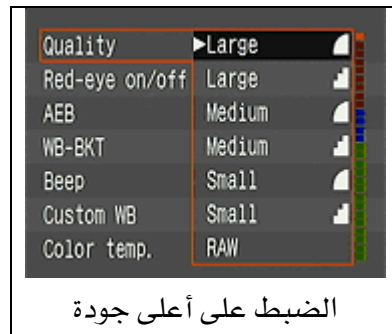 Quality ►Large
Red-eye on/off Large
AEB Medium
WB-BKT Medium
Beep Small
Custom WB Small
Color temp. RAW
الضبط على أعلى جودة